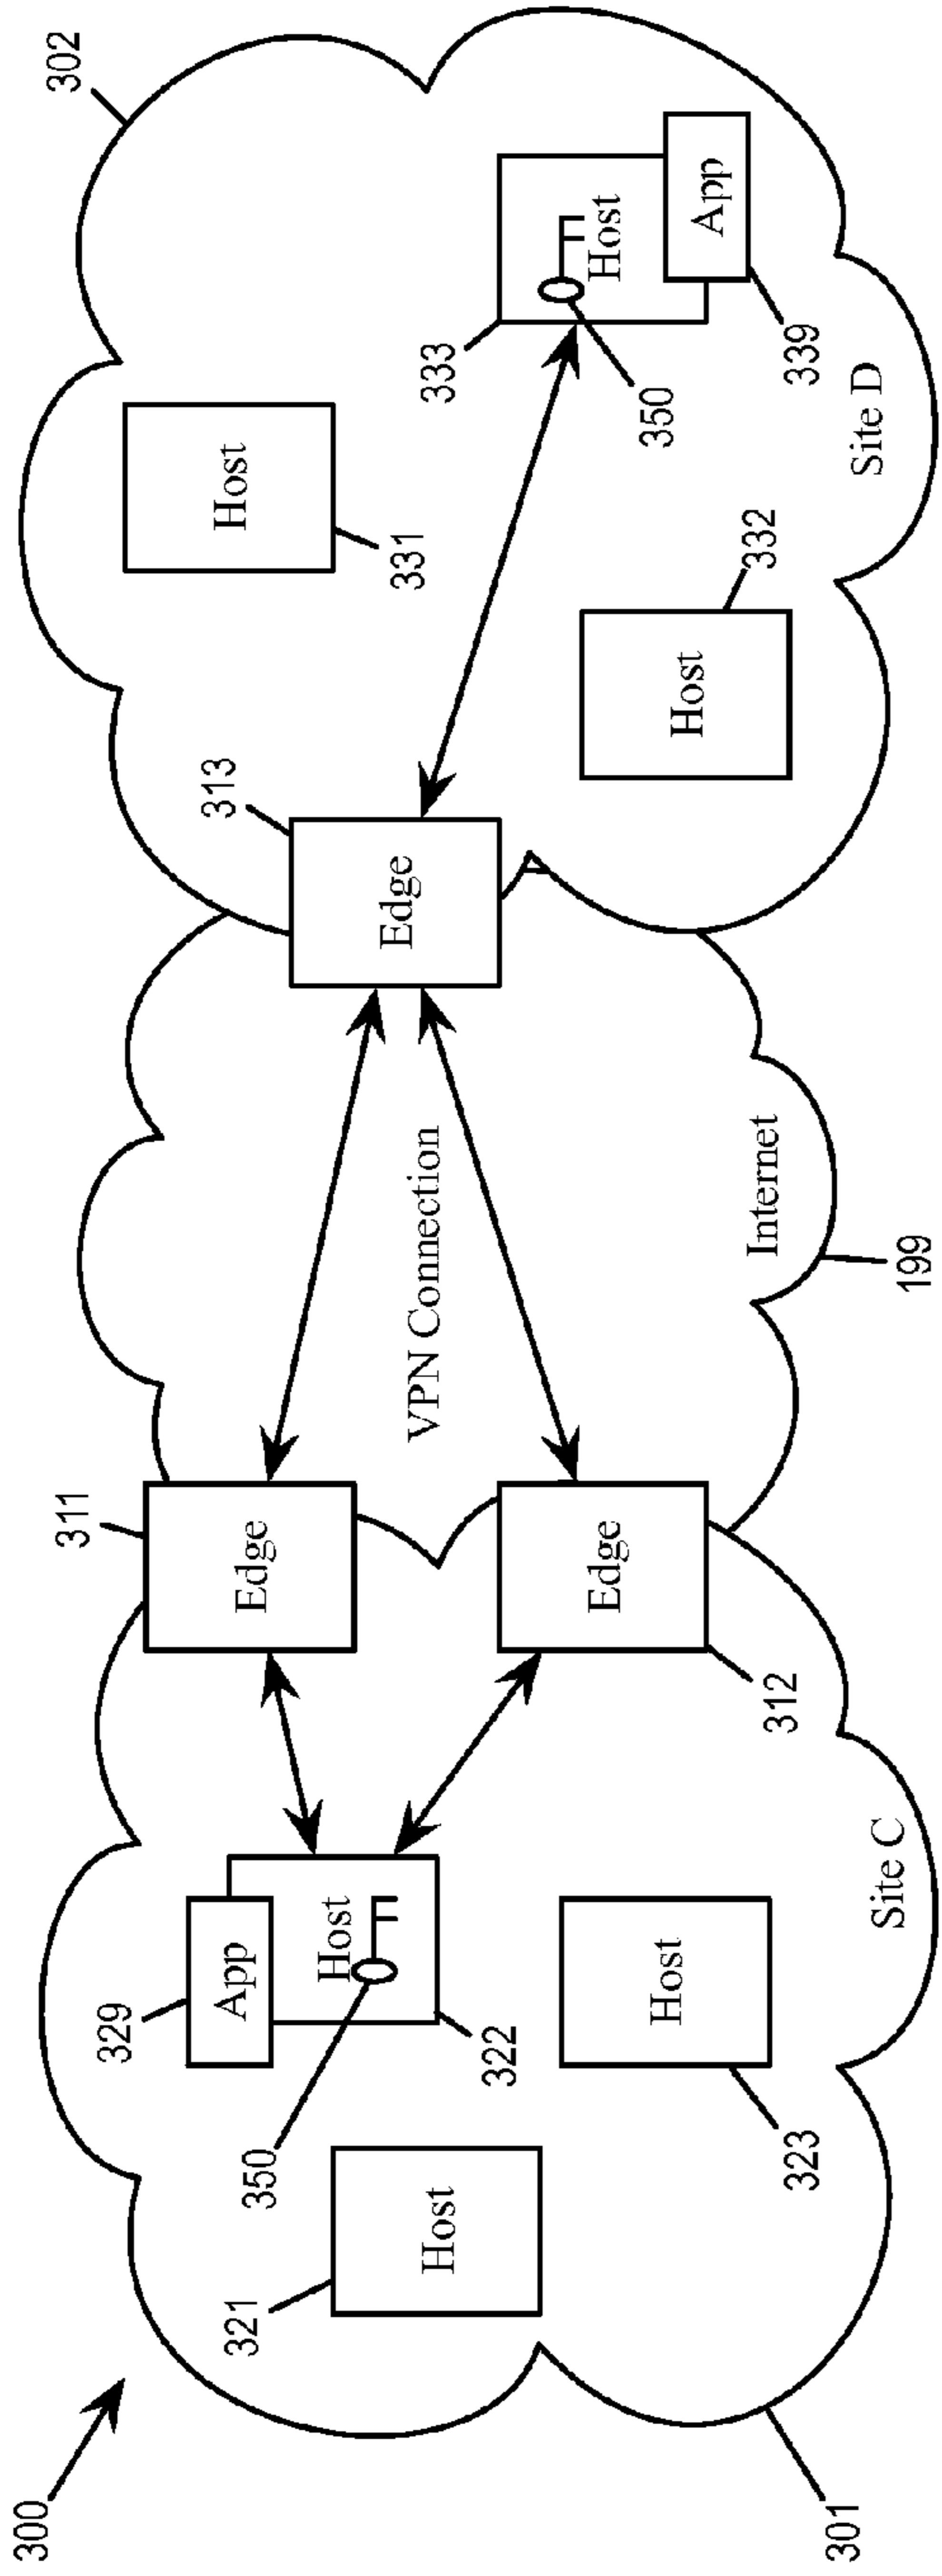 300
301
Site C
321
Host
350
329
App
Host
322
323
Host
311
Edge
312
Edge
VPN Connection
Internet
199
313
Edge
302
Site D
331
Host
332
Host
333
Host
350
App
339